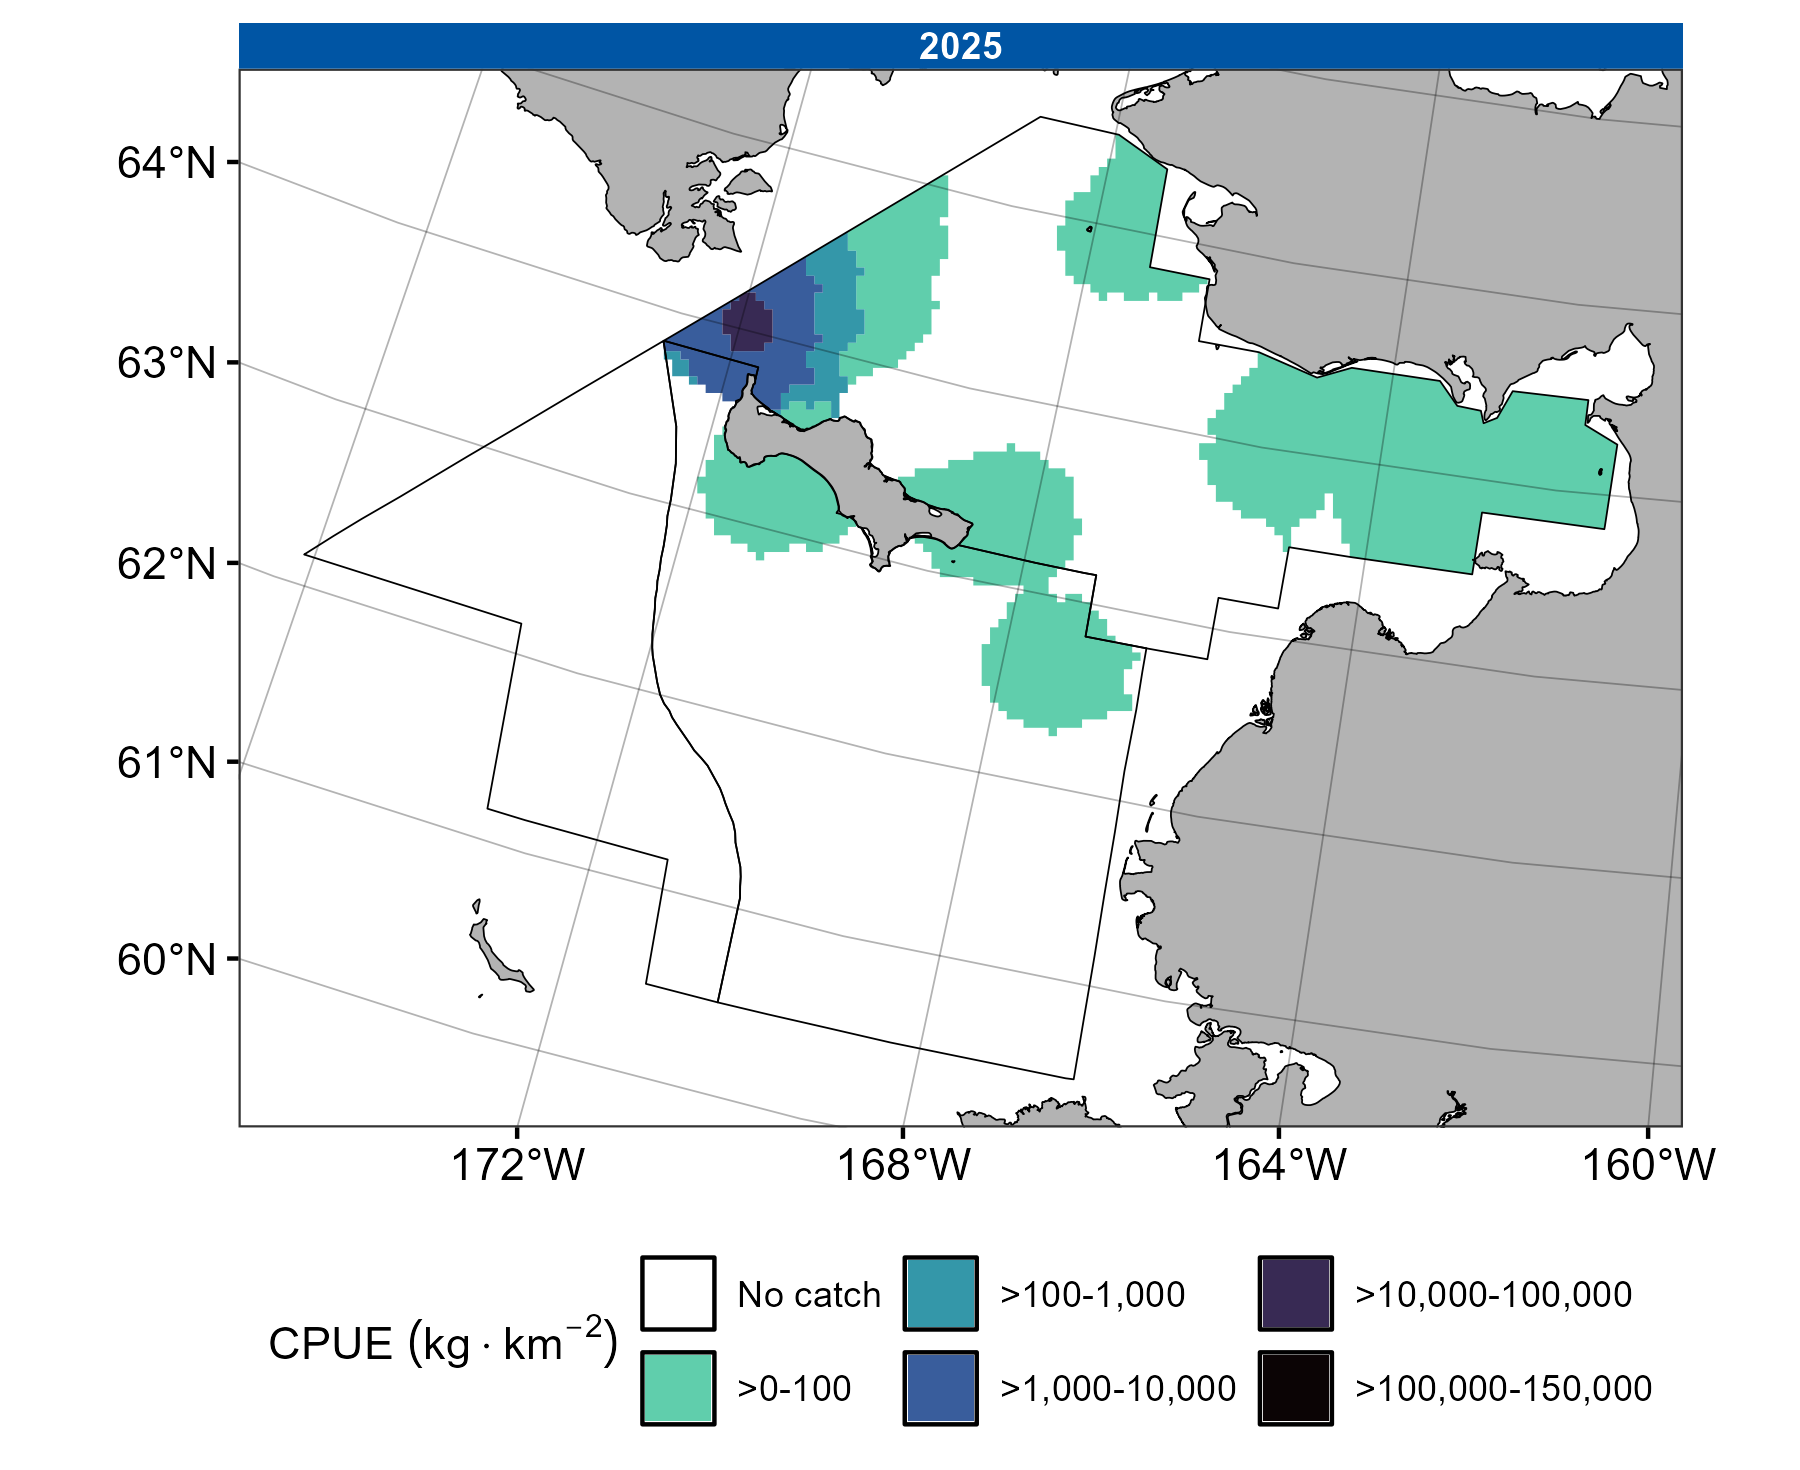 2025
64°N
63°N
62°N
61°N
60°N
172°W
168°W
164°W
160°W
CPUE (kg · km⁻²)
No catch
>0-100
>100-1,000
>1,000-10,000
>10,000-100,000
>100,000-150,000